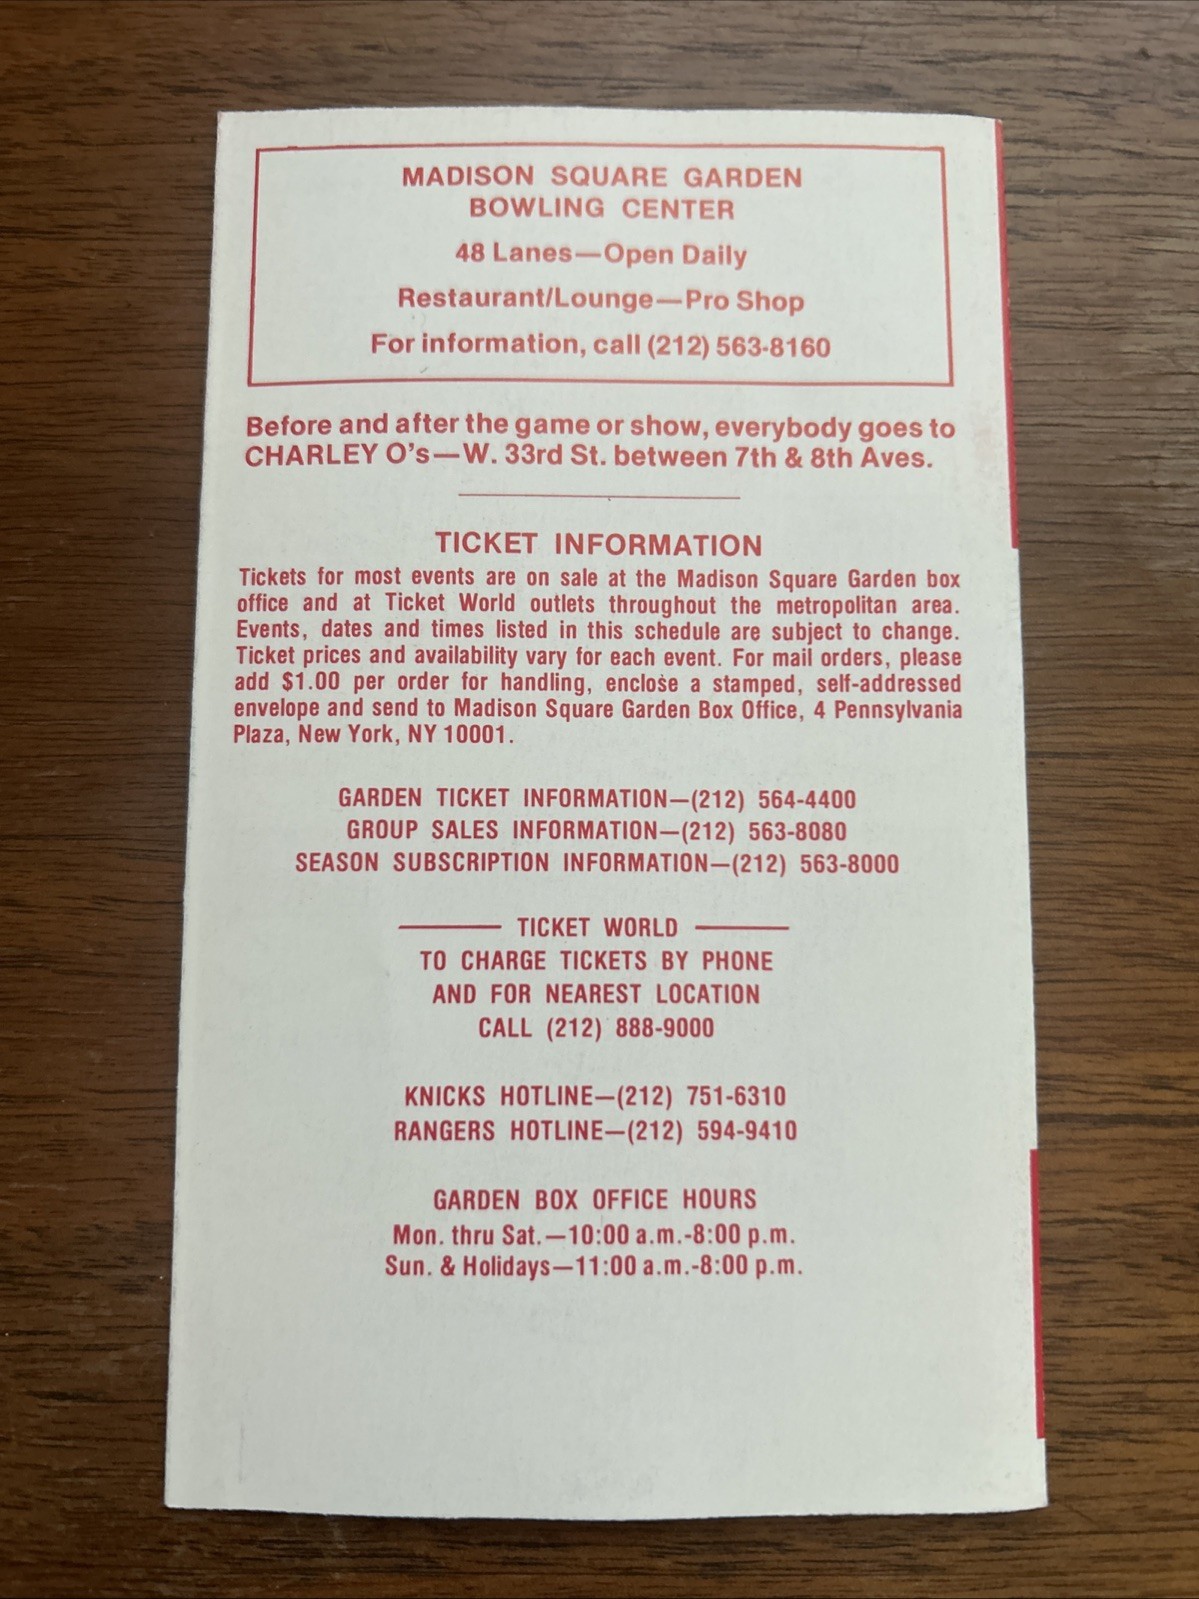 MADISON SQUARE GARDEN
BOWLING CENTER
48 Lanes—Open Daily
Restaurant/Lounge—Pro Shop
For information, call (212) 563-8160
Before and after the game or show, everybody goes to
CHARLEY O's—W. 33rd St. between 7th & 8th Aves.
TICKET INFORMATION
Tickets for most events are on sale at the Madison Square Garden box
office and at Ticket World outlets throughout the metropolitan area.
Events, dates and times listed in this schedule are subject to change.
Ticket prices and availability vary for each event. For mail orders, please
add $1.00 per order for handling, enclose a stamped, self-addressed
envelope and send to Madison Square Garden Box Office, 4 Pennsylvania
Plaza, New York, NY 10001.
GARDEN TICKET INFORMATION—(212) 564-4400
GROUP SALES INFORMATION—(212) 563-8080
SEASON SUBSCRIPTION INFORMATION—(212) 563-8000
TICKET WORLD
TO CHARGE TICKETS BY PHONE
AND FOR NEAREST LOCATION
CALL (212) 888-9000
KNICKS HOTLINE—(212) 751-6310
RANGERS HOTLINE—(212) 594-9410
GARDEN BOX OFFICE HOURS
Mon. thru Sat.—10:00 a.m.-8:00 p.m.
Sun. & Holidays—11:00 a.m.-8:00 p.m.